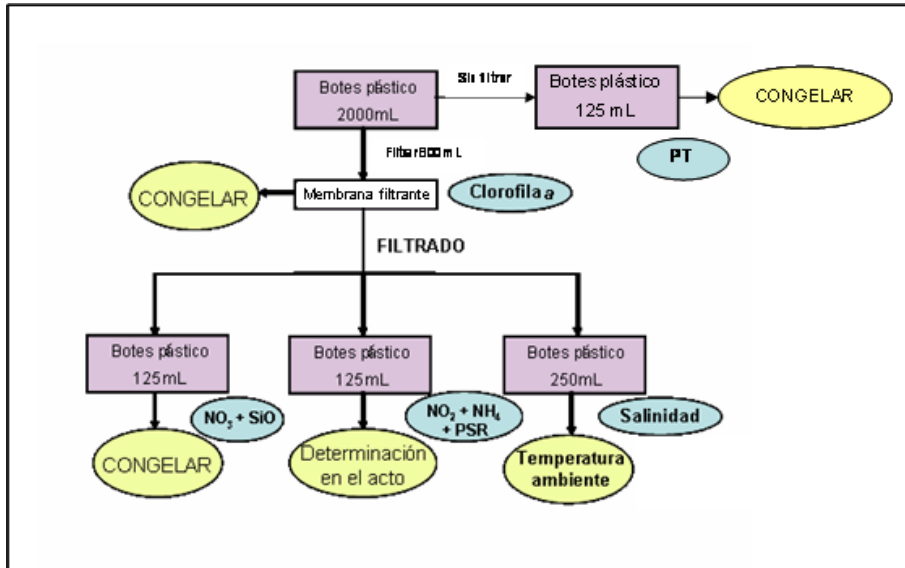 Botes plástico
2000mL
Sin filtrar
Botes plástico
125 mL
CONGELAR
PT
Filtrar 800 mL
Membrana filtrante
CONGELAR
Clorofila a
FILTRADO
Botes plástico
125mL
Botes plástico
125mL
Botes plástico
250mL
NO₃ + SiO
NO₂ + NH₄
+ PSR
Salinidad
CONGELAR
Determinación
en el acto
Temperatura
ambiente